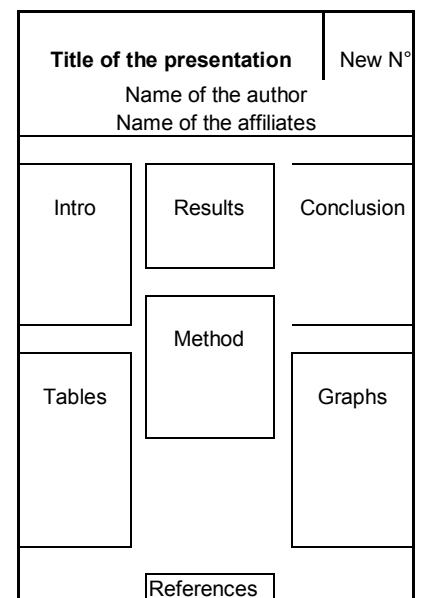 Title of the presentation
New N°
Name of the author
Name of the affiliates
Intro
Results
Conclusion
Method
Tables
Graphs
References